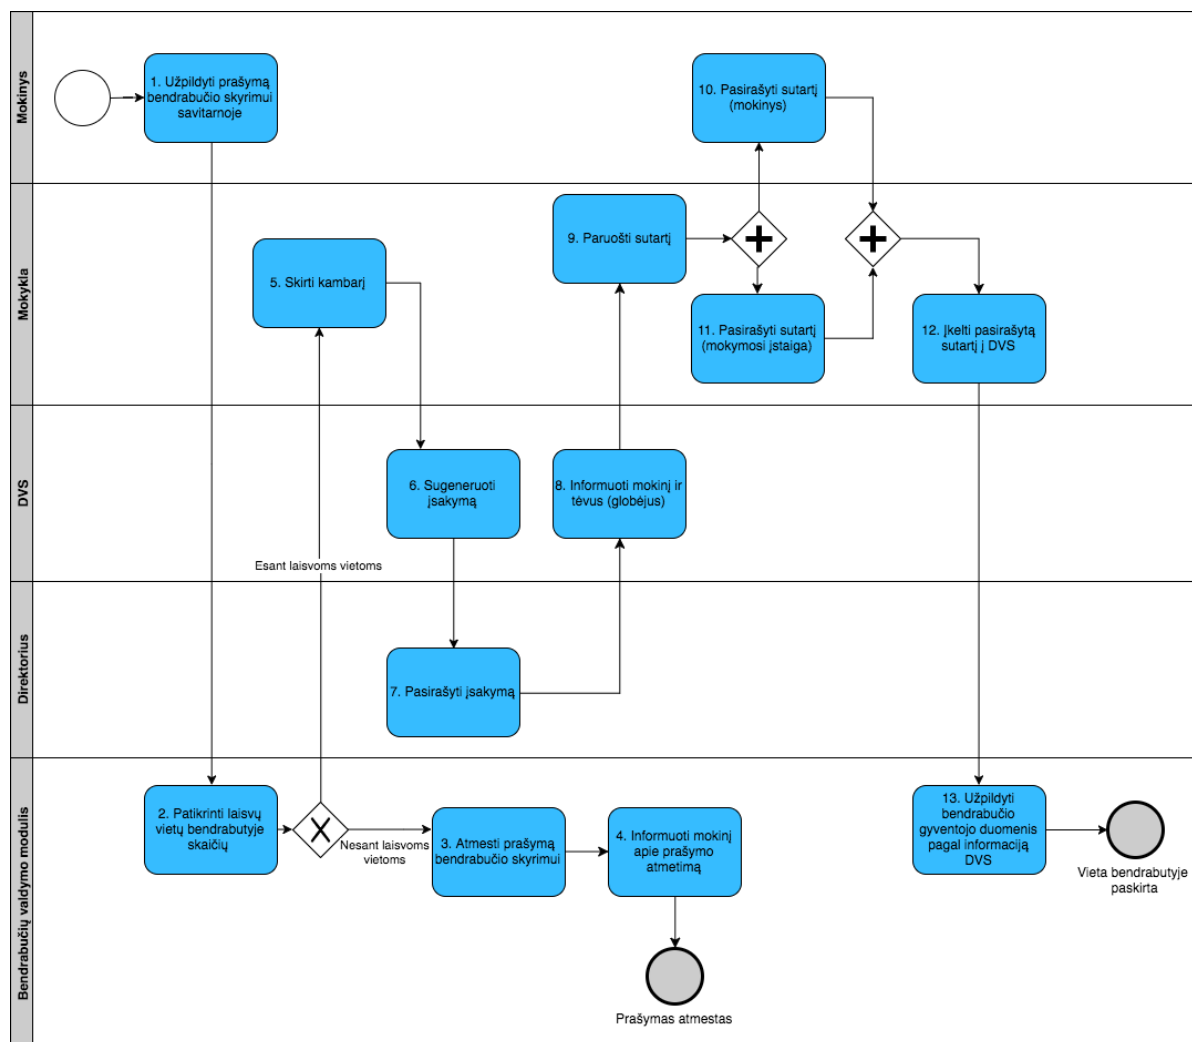 Mokinys
1. Užpildyti prašymą
bendrabučio skyrimui
savitarnoje
10. Pasirašyti sutartį
(mokinys)
Mokykla
5. Skirti kambarį
9. Paruošti sutartį
11. Pasirašyti sutartį
(mokymosi įstaiga)
12. Įkelti pasirašytą
sutartį į DVS
DVS
6. Sugeneruoti
įsakymą
8. Informuoti mokinį ir
tėvus (globėjus)
Esant laisvoms vietoms
Direktorius
7. Pasirašyti įsakymą
Bendrabučių valdymo modulis
2. Patikrinti laisvų
vietų bendrabutyje
skaičių
Nesant laisvoms
vietoms
3. Atmesti prašymą
bendrabučio skyrimui
4. Informuoti mokinį
apie prašymo
atmetimą
Prašymas atmestas
13. Užpildyti
bendrabučio
gyventojo duomenis
pagal informaciją
DVS
Vieta bendrabutyje
paskirta